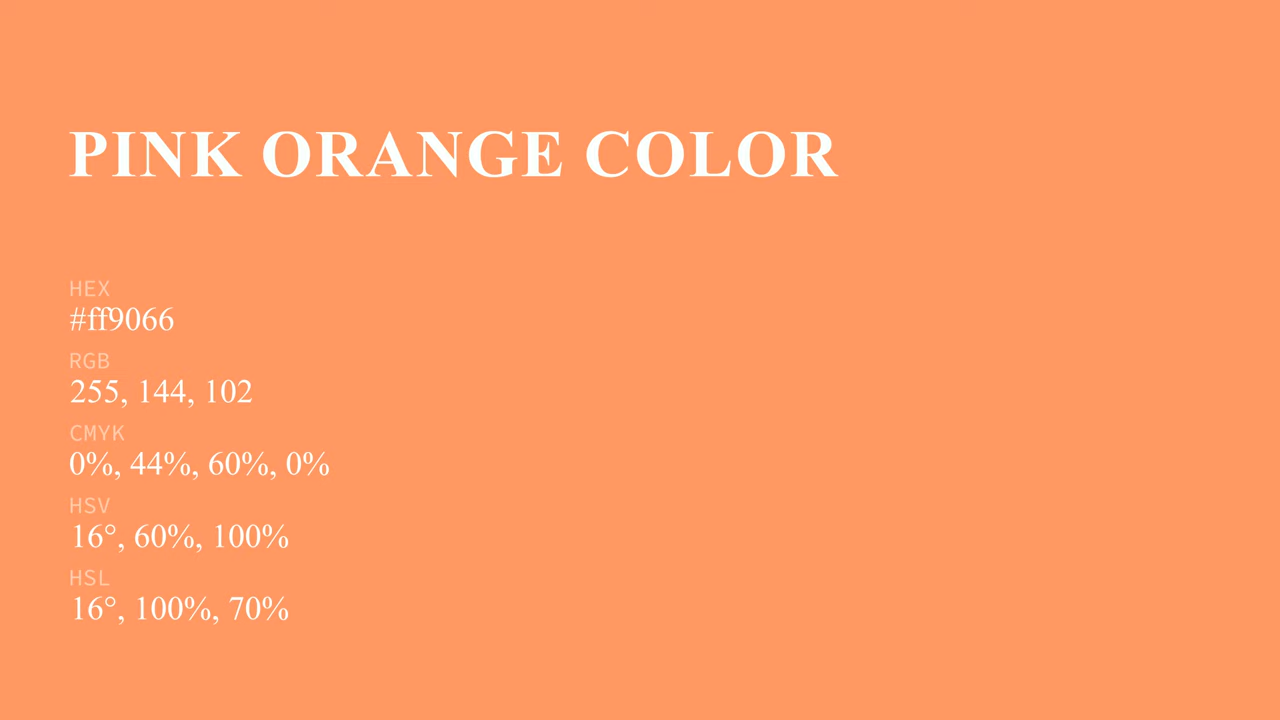 PINK ORANGE COLOR
HEX
#ff9066
RGB
255, 144, 102
CMYK
0%, 44%, 60%, 0%
HSV
16°, 60%, 100%
HSL
16°, 100%, 70%